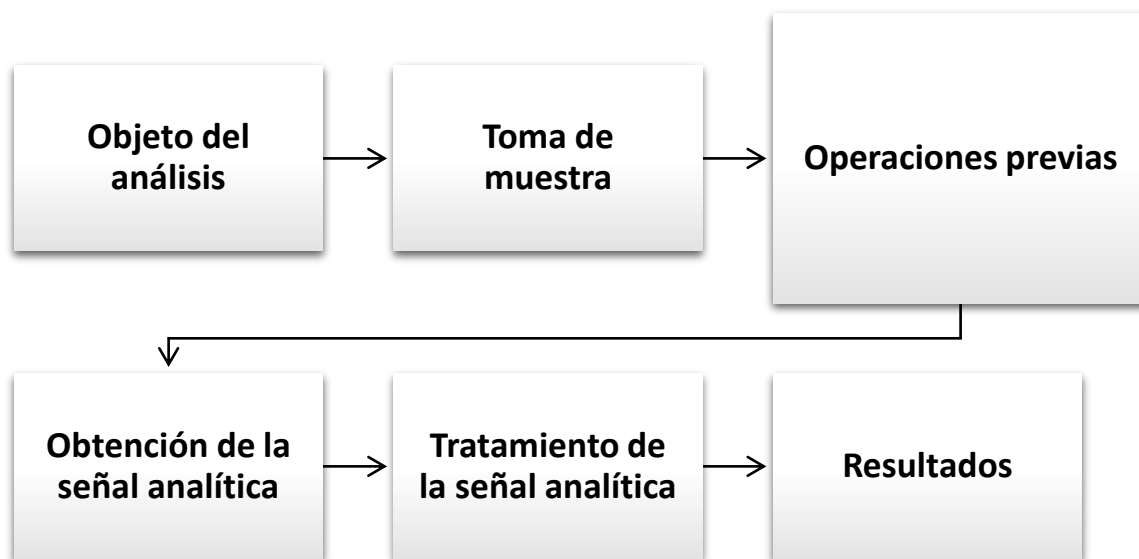 Objeto del
análisis
Toma de
muestra
Operaciones previas
Obtención de la
señal analítica
Tratamiento de
la señal analítica
Resultados